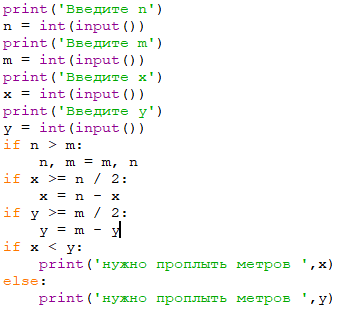 print('Введите n')
n = int(input())
print('Введите m')
m = int(input())
print('Введите x')
x = int(input())
print('Введите y')
y = int(input())
if n > m:
    n, m = m, n
if x >= n / 2:
    x = n - x
if y >= m / 2:
    y = m - y
if x < y:
    print('нужно проплыть метров ',x)
else:
    print('нужно проплыть метров ',y)